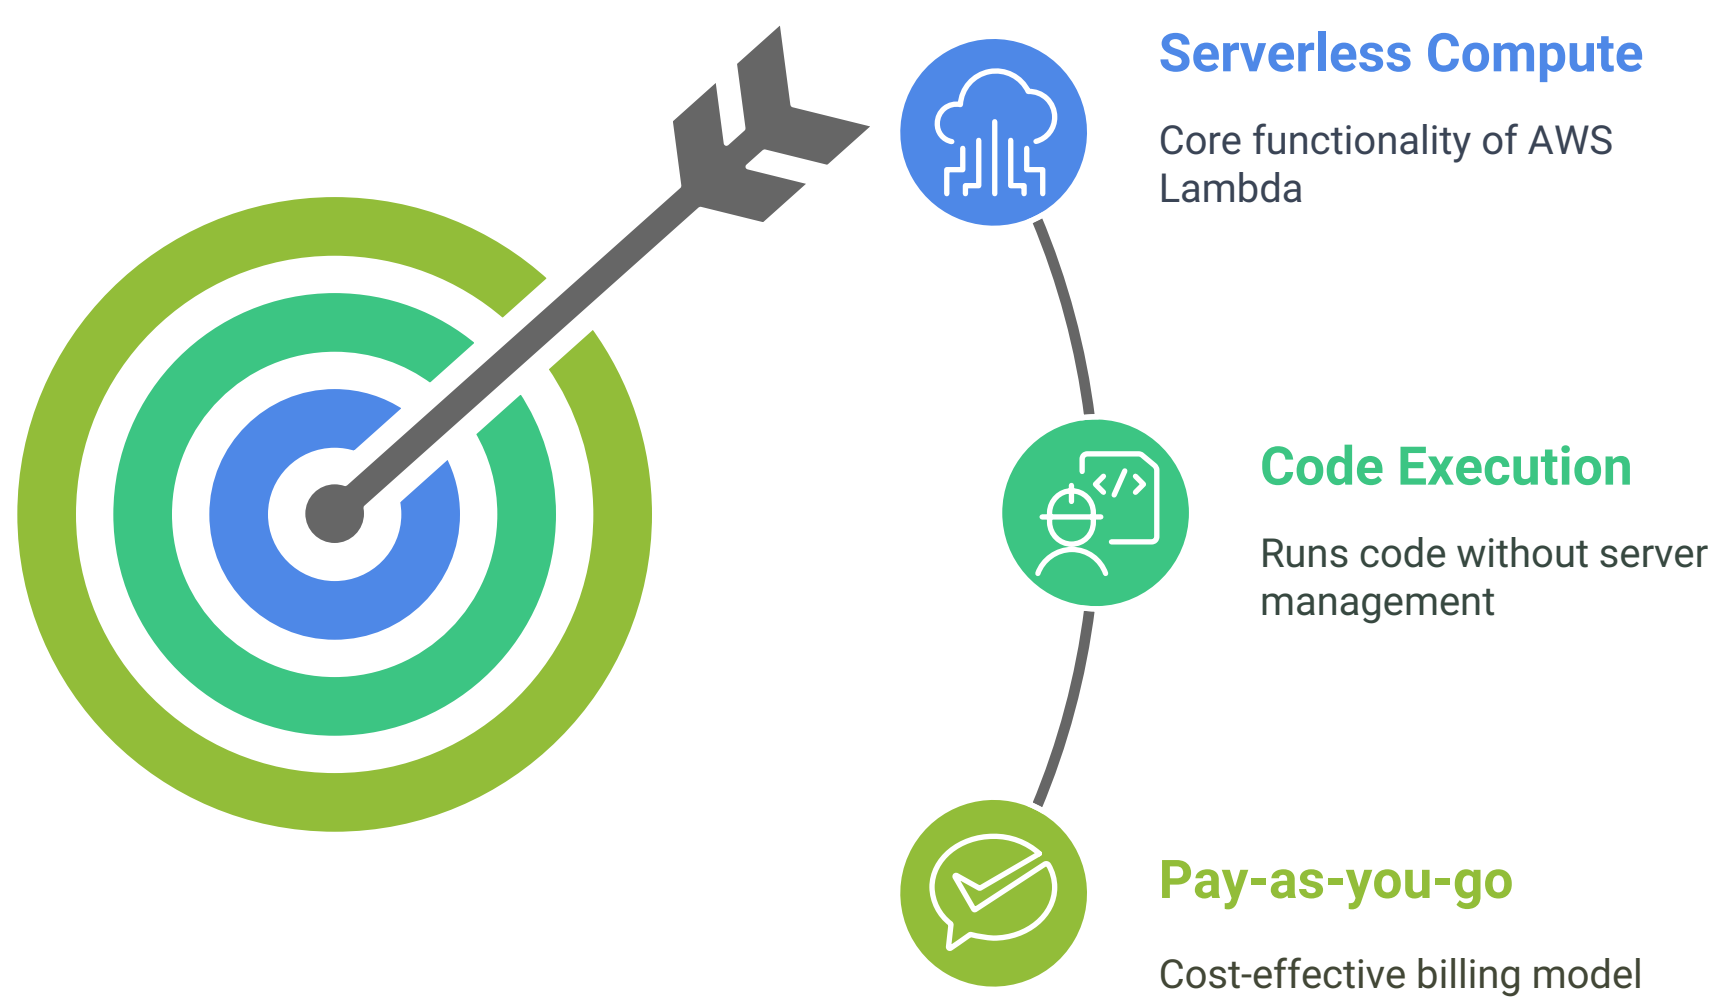 Serverless Compute
Core functionality of AWS
Lambda
</>
Code Execution
Runs code without server
management
Pay-as-you-go
Cost-effective billing model